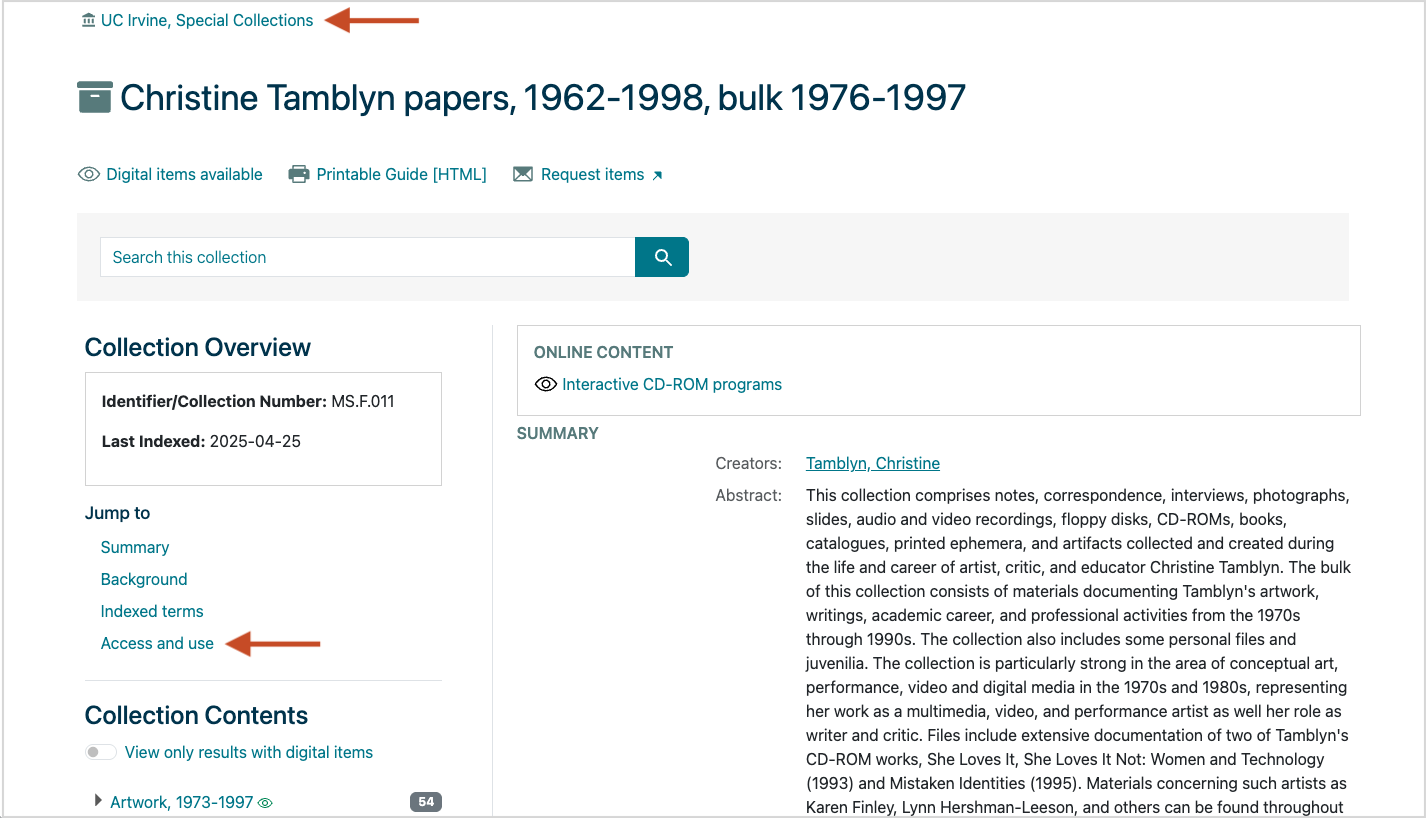 UC Irvine, Special Collections
Christine Tamblyn papers, 1962-1998, bulk 1976-1997
Digital items available Printable Guide [HTML] Request items
Search this collection
Collection Overview
Identifier/Collection Number: MS.F.011
Last Indexed: 2025-04-25
Jump to
Summary
Background
Indexed terms
Access and use
Collection Contents
View only results with digital items
Artwork, 1973-1997 54
ONLINE CONTENT
Interactive CD-ROM programs
SUMMARY
Creators: Tamblyn, Christine
Abstract: This collection comprises notes, correspondence, interviews, photographs,
slides, audio and video recordings, floppy disks, CD-ROMs, books,
catalogues, printed ephemera, and artifacts collected and created during
the life and career of artist, critic, and educator Christine Tamblyn. The bulk
of this collection consists of materials documenting Tamblyn's artwork,
writings, academic career, and professional activities from the 1970s
through 1990s. The collection also includes some personal files and
juvenilia. The collection is particularly strong in the area of conceptual art,
performance, video and digital media in the 1970s and 1980s, representing
her work as a multimedia, video, and performance artist as well her role as
writer and critic. Files include extensive documentation of two of Tamblyn's
CD-ROM works, She Loves It, She Loves It Not: Women and Technology
(1993) and Mistaken Identities (1995). Materials concerning such artists as
Karen Finley, Lynn Hershman-Leeson, and others can be found throughout